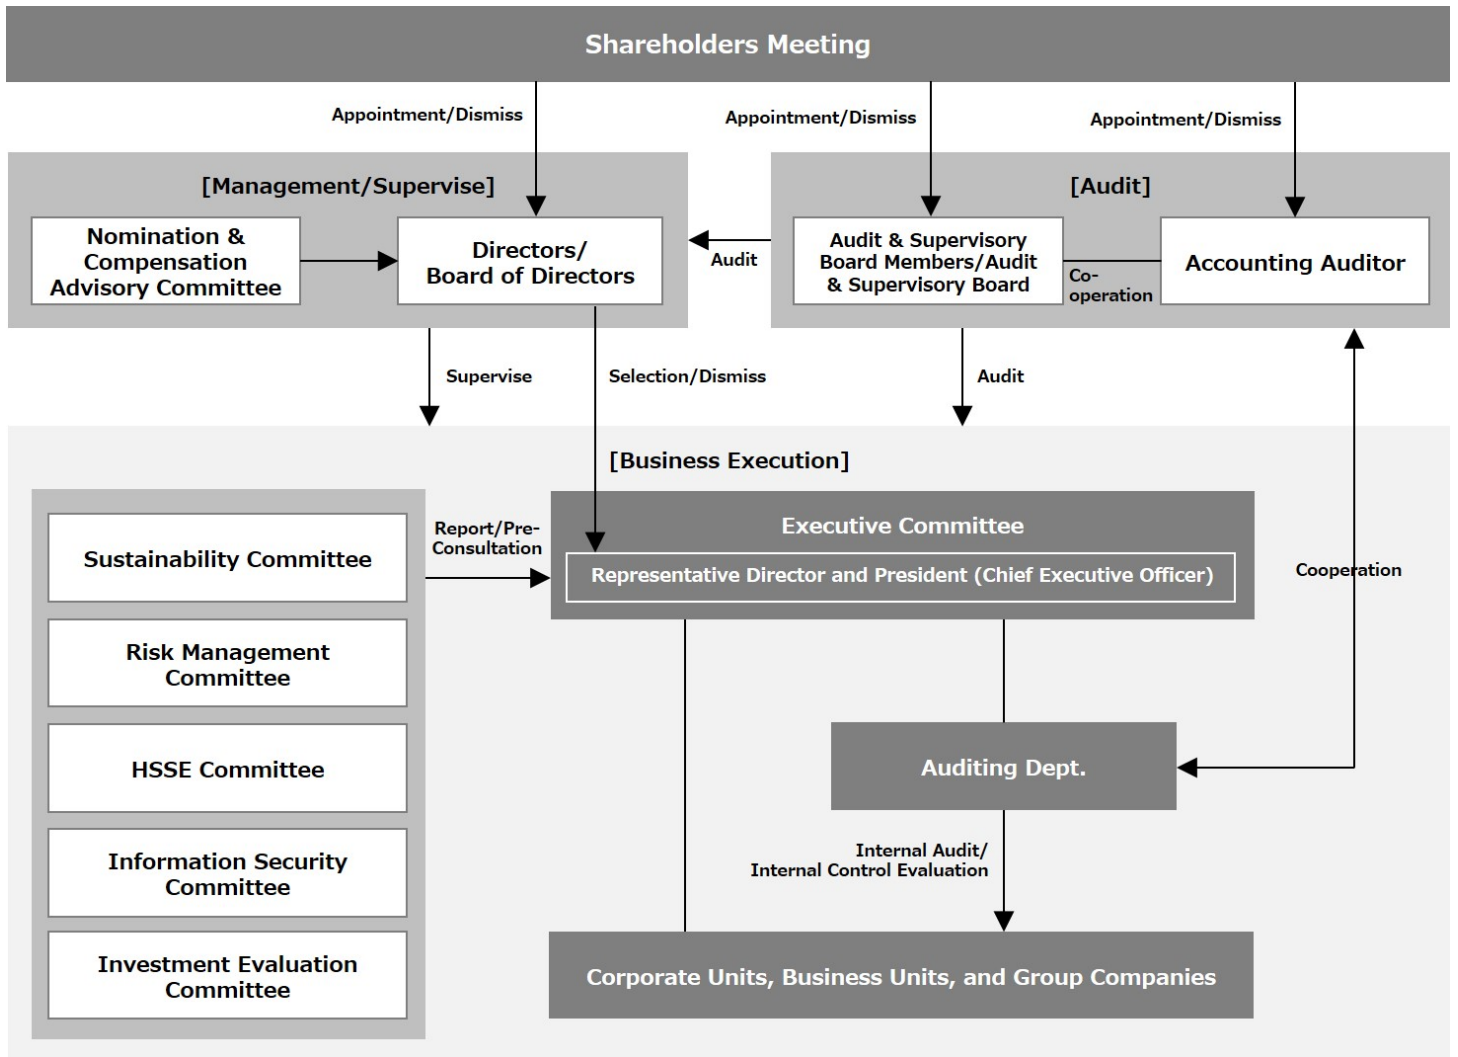 Shareholders Meeting
Appointment/Dismiss
Appointment/Dismiss
Appointment/Dismiss
[Management/Supervise]
Nomination &
Compensation
Advisory Committee
Directors/
Board of Directors
Audit
[Audit]
Audit & Supervisory
Board Members/Audit
& Supervisory Board
Co-
operation
Accounting Auditor
Supervise
Selection/Dismiss
Audit
[Business Execution]
Sustainability Committee
Risk Management
Committee
HSSE Committee
Information Security
Committee
Investment Evaluation
Committee
Report/Pre-
Consultation
Executive Committee
Representative Director and President (Chief Executive Officer)
Cooperation
Auditing Dept.
Internal Audit/
Internal Control Evaluation
Corporate Units, Business Units, and Group Companies